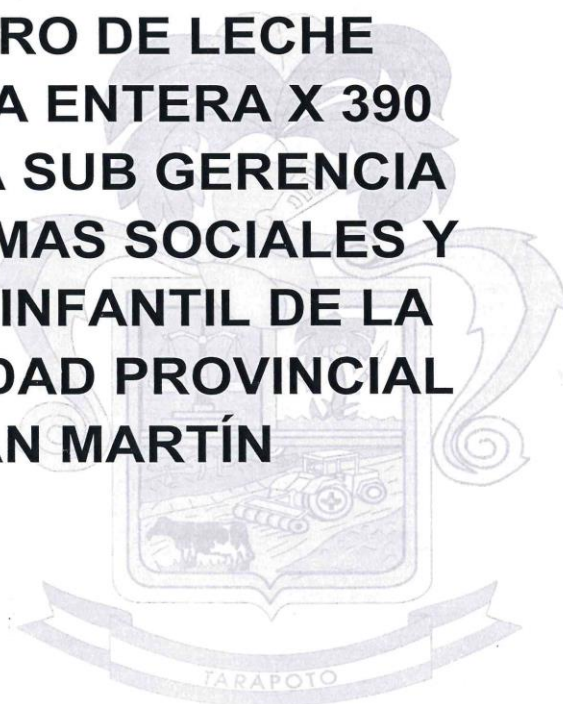 RO DE LECHE
A ENTERA X 390
A SUB GERENCIA
MAS SOCIALES Y
INFANTIL DE LA
DAD PROVINCIAL
AN MARTÍN
TARAPOTO